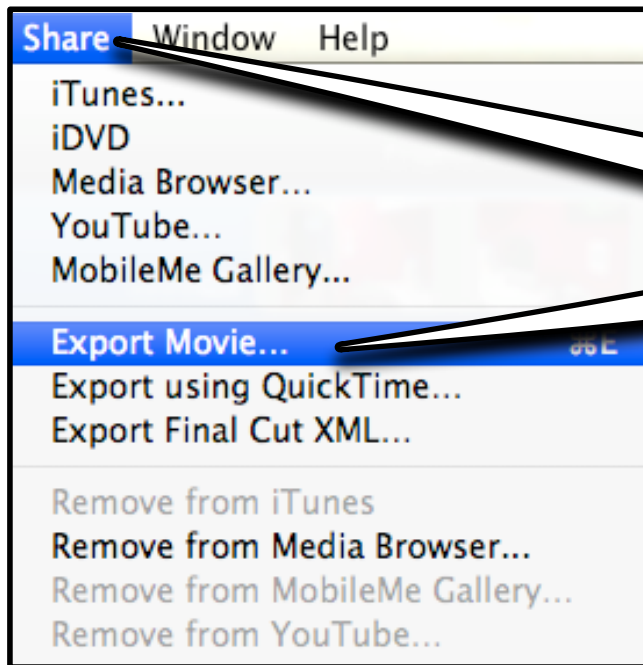 Share Window Help
iTunes...
iDVD
Media Browser...
YouTube...
MobileMe Gallery...
Export Movie... ⌘E
Export using QuickTime...
Export Final Cut XML...
Remove from iTunes
Remove from Media Browser...
Remove from MobileMe Gallery...
Remove from YouTube...